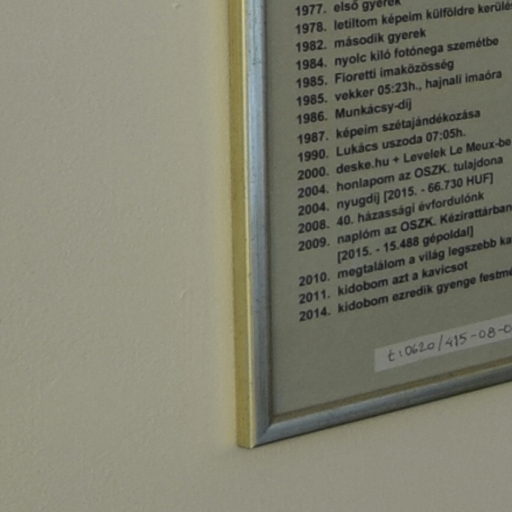 1977. első gyerek
1978. letiltom képeim külföldre
1982. második gyerek
1984. nyolc kiló fotónega szemétbe
1985. Fioretti imaközösség
1985. vekker 05:23h., hajnali imaóra
1986. Munkácsy-díj
1987. képeim szétajándékozása
1990. Lukács uszoda 07:05h.
2000. deske.hu + Levelek Le Meux-be
2004. honlapom az OSZK. tulajdona
2004. nyugdíj [2015. - 66.730 HUF]
2008. 40. házassági évfordulónk
2009. naplóm az OSZK. Kézirattárban
[2015. - 15.488 gépoldal]
2010. megtalálom a világ legszebb
2011. kidobom azt a kavicsot
2014. kidobom ezredik gyenge
t:0620/415-08-